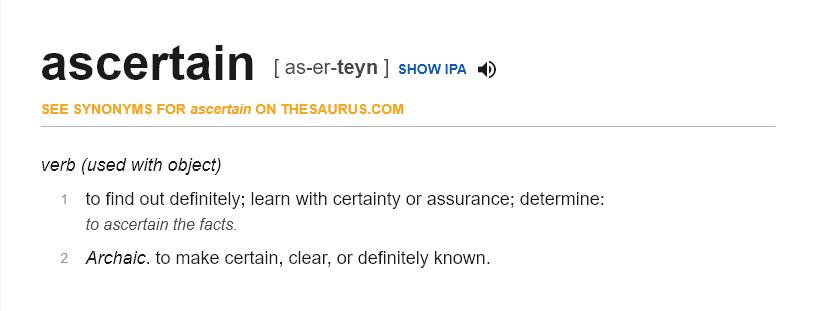 ascertain [ as-er-teyn ] SHOW IPA
SEE SYNONYMS FOR ascertain ON THESAURUS.COM
verb (used with object)
1 to find out definitely; learn with certainty or assurance; determine:
to ascertain the facts.
2 Archaic. to make certain, clear, or definitely known.